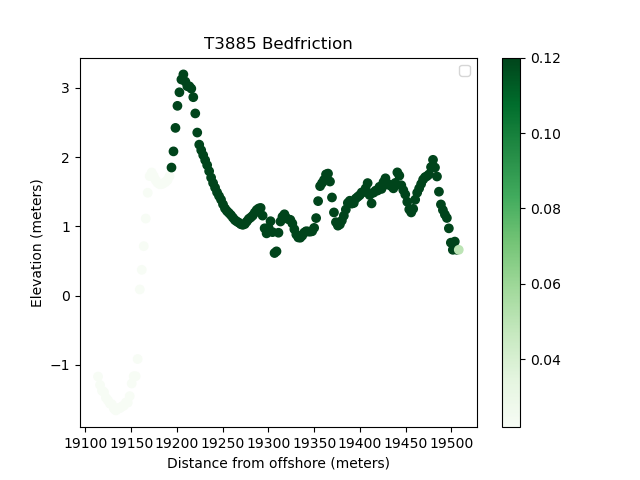 T3885 Bedfriction
Elevation (meters)
3
2
1
0
−1
19100 19150 19200 19250 19300 19350 19400 19450 19500
Distance from offshore (meters)
0.12
0.10
0.08
0.06
0.04